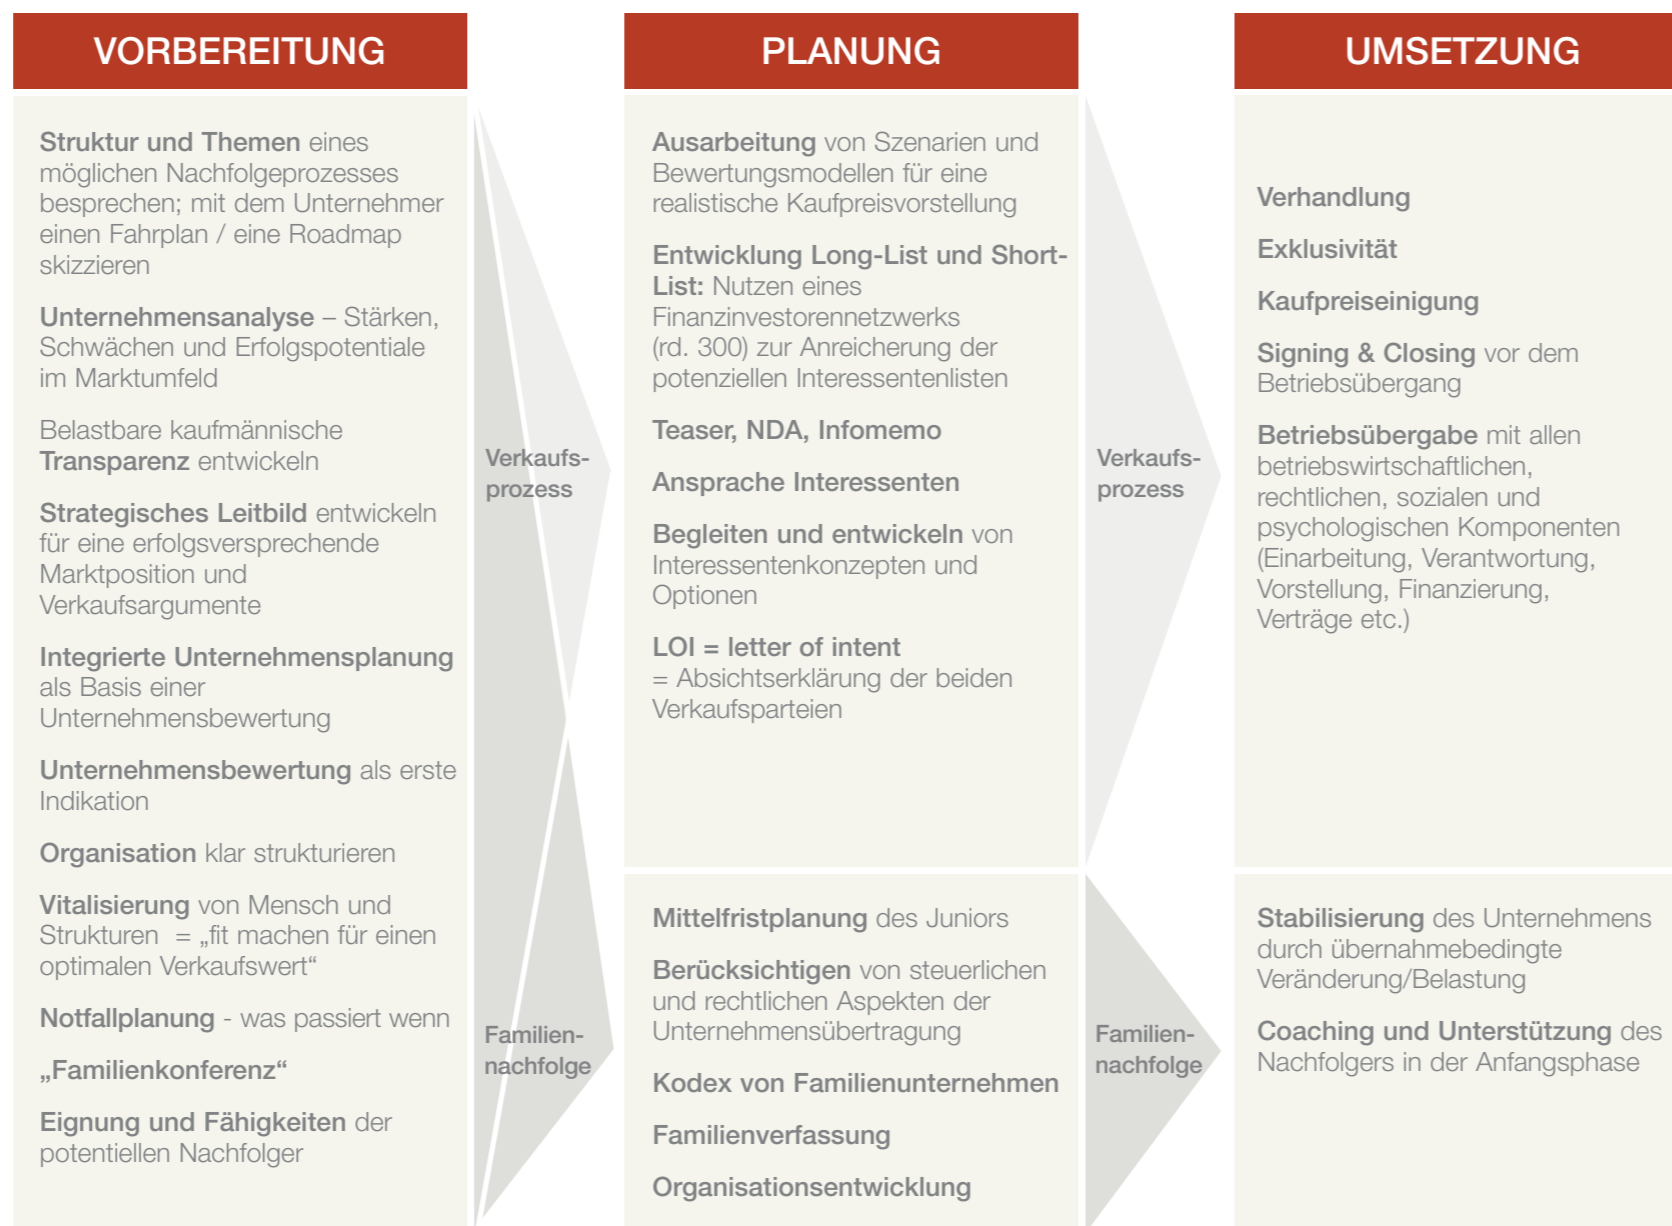 VORBEREITUNG
Struktur und Themen eines
möglichen Nachfolgeprozesses
besprechen; mit dem Unternehmer
einen Fahrplan / eine Roadmap
skizzieren
Unternehmensanalyse – Stärken,
Schwächen und Erfolgspotentiale
im Marktumfeld
Belastbare kaufmännische
Transparenz entwickeln
Strategisches Leitbild entwickeln
für eine erfolgsversprechende
Marktposition und
Verkaufsargumente
Integrierte Unternehmensplanung
als Basis einer
Unternehmensbewertung
Unternehmensbewertung als erste
Indikation
Organisation klar strukturieren
Vitalisierung von Mensch und
Strukturen = „fit machen für einen
optimalen Verkaufswert“
Notfallplanung - was passiert wenn
„Familienkonferenz“
Eignung und Fähigkeiten der
potentiellen Nachfolger
Verkaufs-
prozess
Familien-
nachfolge
PLANUNG
Ausarbeitung von Szenarien und
Bewertungsmodellen für eine
realistische Kaufpreisvorstellung
Entwicklung Long-List und Short-
List: Nutzen eines
Finanzinvestorennetzwerks
(rd. 300) zur Anreicherung der
potenziellen Interessentenlisten
Teaser, NDA, Infomemo
Ansprache Interessenten
Begleiten und entwickeln von
Interessentenkonzepten und
Optionen
LOI = letter of intent
= Absichtserklärung der beiden
Verkaufsparteien
Mittelfristplanung des Juniors
Berücksichtigen von steuerlichen
und rechtlichen Aspekten der
Unternehmensübertragung
Kodex von Familienunternehmen
Familienverfassung
Organisationsentwicklung
Verkaufs-
prozess
Familien-
nachfolge
UMSETZUNG
Verhandlung
Exklusivität
Kaufpreiseinigung
Signing & Closing vor dem
Betriebsübergang
Betriebsübergabe mit allen
betriebswirtschaftlichen,
rechtlichen, sozialen und
psychologischen Komponenten
(Einarbeitung, Verantwortung,
Vorstellung, Finanzierung,
Verträge etc.)
Stabilisierung des Unternehmens
durch übernahmebedingte
Veränderung/Belastung
Coaching und Unterstützung des
Nachfolgers in der Anfangsphase